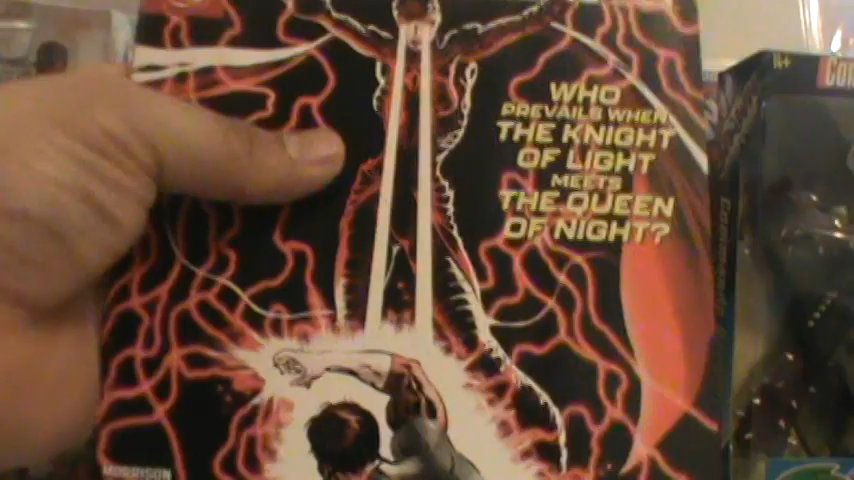 WHO
PREVAILS WHEN
THE KNIGHT
OF LIGHT
MEETS
THE QUEEN
OF NIGHT?
MORRISON